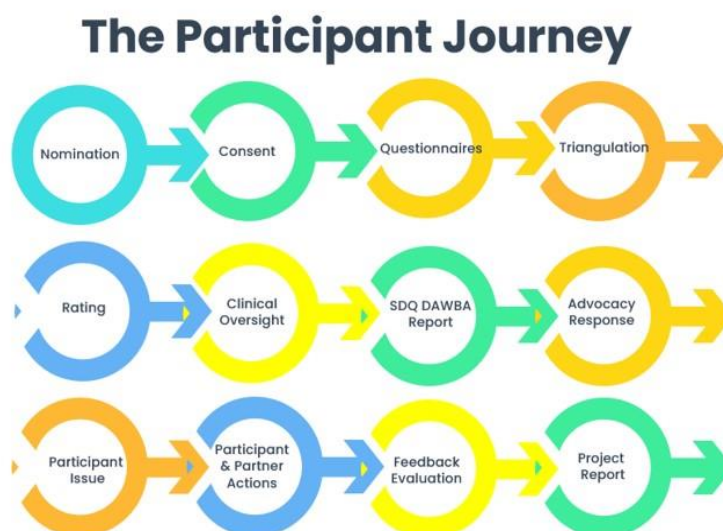 The Participant Journey
Nomination
Consent
Questionnaires
Triangulation
Rating
Clinical
Oversight
SDQ DAWBA
Report
Advocacy
Response
Participant
Issue
Participant
& Partner
Actions
Feedback
Evaluation
Project
Report